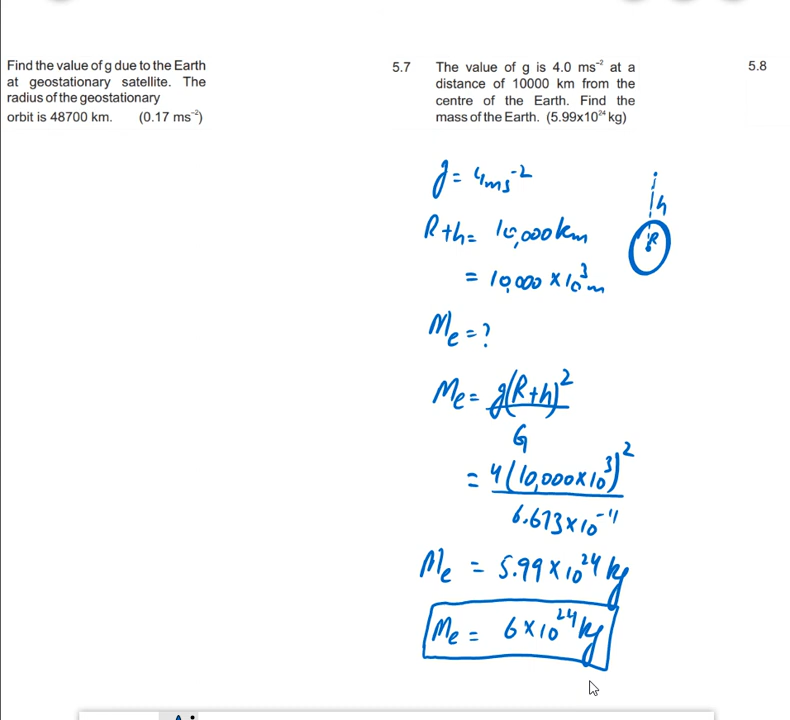 Find the value of g due to the Earth
at geostationary satellite. The
radius of the geostationary
orbit is 48700 km. (0.17 ms⁻²)
5.7 The value of g is 4.0 ms⁻² at a
distance of 10000 km from the
centre of the Earth. Find the
mass of the Earth. (5.99x10²⁴ kg)
5.8
g = 4ms⁻²
R+h = 10,000km
= 10,000 × 10³m
h
R
Me = ?
Me = g(R+h)²
G
= 4(10,000×10³)²
6.673×10⁻¹¹
Me = 5.99 × 10²⁴ kg
Me = 6×10²⁴ kg